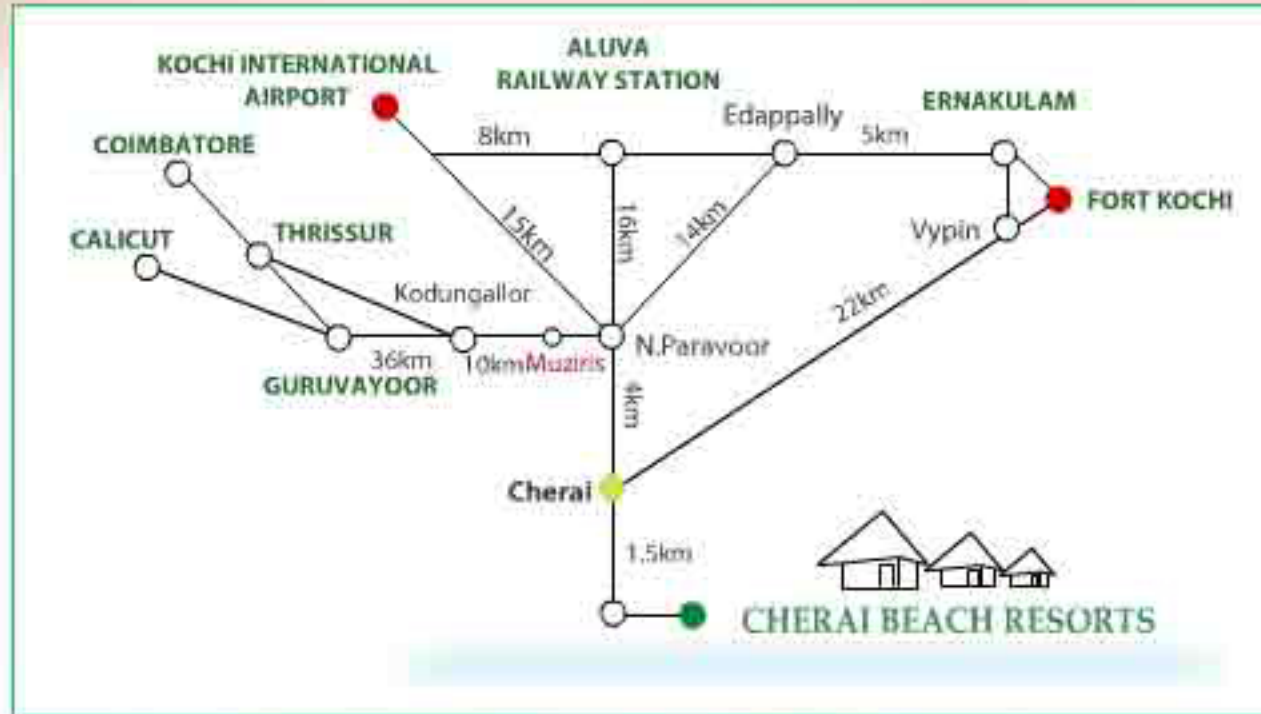 KOCHI INTERNATIONAL
AIRPORT
ALUVA
RAILWAY STATION
Edappally
ERNAKULAM
8km
5km
COIMBATORE
15km
16km
14km
FORT KOCHI
CALICUT
THRISSUR
Vypin
Kodungallor
22km
N.Paravoor
36km
10km
Muziris
GURUVAYOOR
4km
Cherai
1.5km
CHERAI BEACH RESORTS